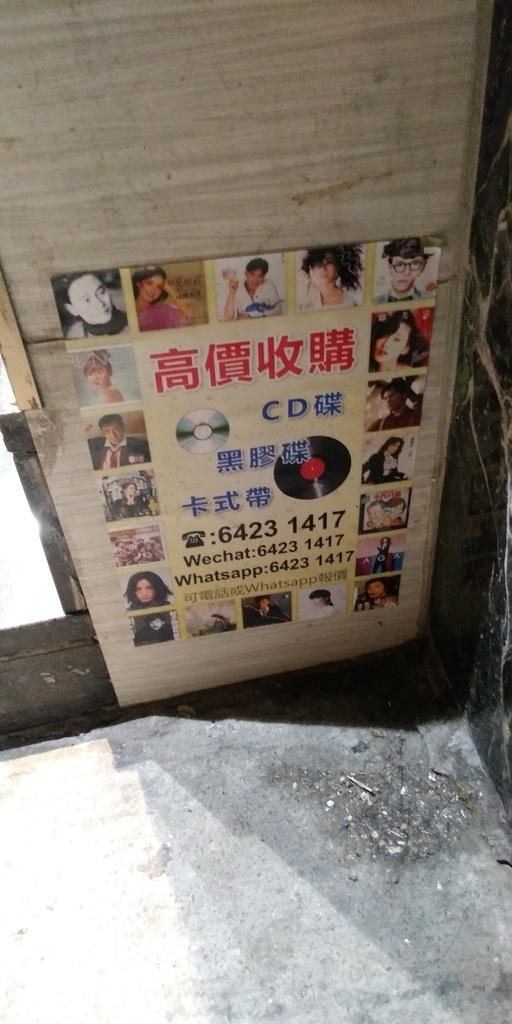 高價收購
CD碟
黑膠碟
卡式帶
☎:6423 1417
Wechat:6423 1417
Whatsapp:6423 1417
可電話或Whatsapp報價
AGA